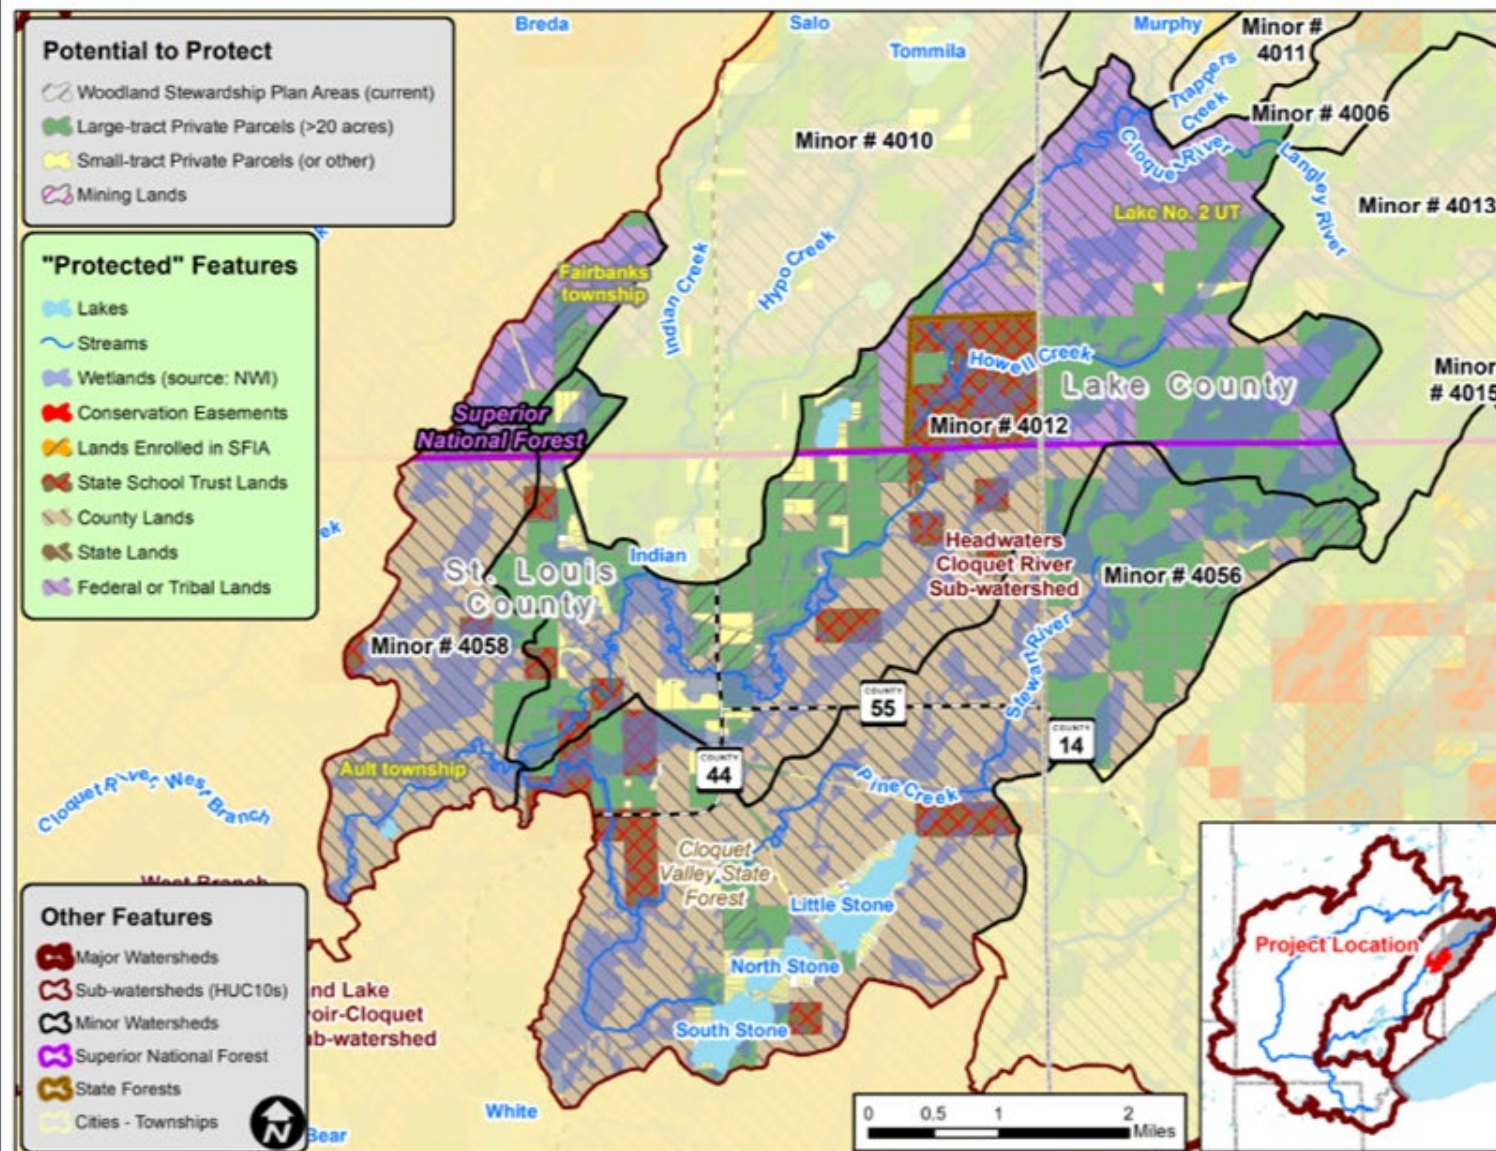 Potential to Protect
Woodland Stewardship Plan Areas (current)
Large-tract Private Parcels (>20 acres)
Small-tract Private Parcels (or other)
Mining Lands
"Protected" Features
Lakes
Streams
Wetlands (source: NWI)
Conservation Easements
Lands Enrolled in SFIA
State School Trust Lands
County Lands
State Lands
Federal or Tribal Lands
Other Features
Major Watersheds
Sub-watersheds (HUC10s)
Minor Watersheds
Superior National Forest
State Forests
Cities - Townships
N
Breda
Salo
Tommila
Murphy
Minor #
4011
Trappers
Creek
Minor # 4006
Minor # 4010
Cloquet River
Langley River
Minor # 4013
Lake No. 2 UT
Fairbanks
township
Indian Creek
Hypo Creek
Howell Creek
Lake County
Minor
# 4015
Superior
National Forest
Minor # 4012
ek
Indian
Headwaters
Cloquet River
Sub-watershed
St. Louis
County
Minor # 4056
Minor # 4058
Stewart River
COUNTY
55
COUNTY
14
COUNTY
44
Ault township
Pine Creek
Cloquet River, West Branch
Cloquet
Valley State
Forest
West Branch
Little Stone
North Stone
South Stone
nd Lake
voir-Cloquet
ub-watershed
White
Bear
Project Location
0 0.5 1 2
Miles